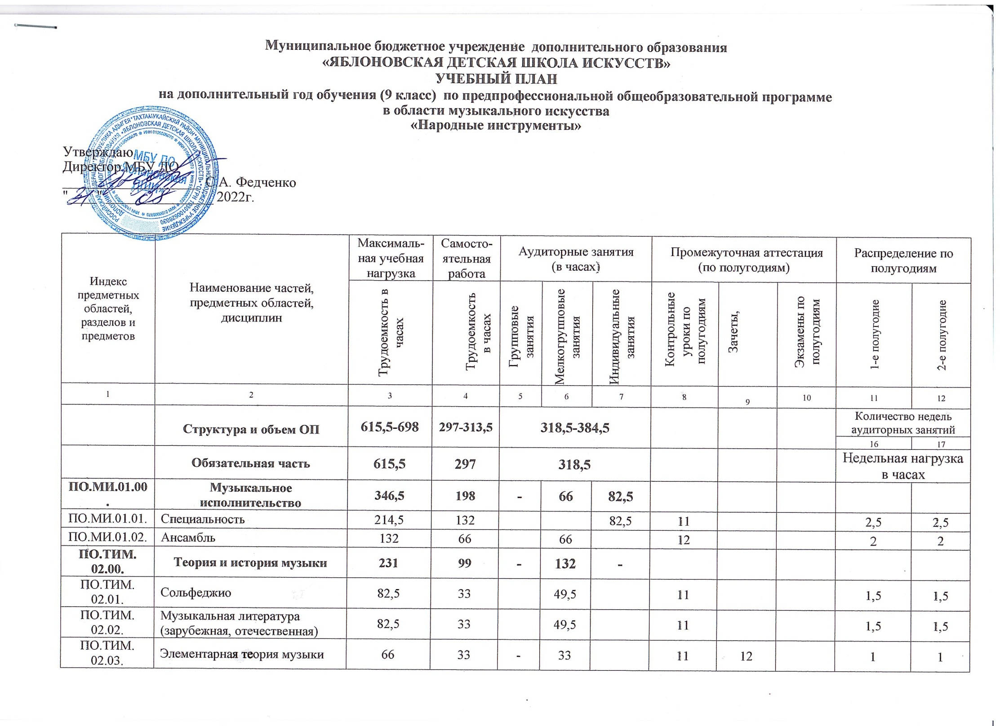 Муниципальное бюджетное учреждение дополнительного образования
«ЯБЛОНОВСКАЯ ДЕТСКАЯ ШКОЛА ИСКУССТВ»
УЧЕБНЫЙ ПЛАН
на дополнительный год обучения (9 класс) по предпрофессиональной общеобразовательной программе
в области музыкального искусства
«Народные инструменты»
Утверждаю
Директор МБУ ДО
С.А. Федченко
"31" 08 2022г.
МБУ ДО
«Яблоновская
ДШИ»
Индекс
предметных
областей,
разделов и
предметов
Наименование частей,
предметных областей,
дисциплин
Максималь-
ная учебная
нагрузка
Самосто-
ятельная
работа
Аудиторные занятия
(в часах)
Промежуточная аттестация
(по полугодиям)
Распределение по
полугодиям
Трудоемкость в
часах
Трудоемкость
в часах
Групповые
занятия
Мелкогрупповые
занятия
Индивидуальные
занятия
Контрольные
уроки по
полугодиям
Зачеты,
Экзамены по
полугодиям
1-е полугодие
2-е полугодие
1 2 3 4 5 6 7 8 9 10 11 12
Структура и объем ОП 615,5-698 297-313,5 318,5-384,5
Количество недель
аудиторных занятий
16 17
Обязательная часть 615,5 297 318,5
Недельная нагрузка
в часах
ПО.МИ.01.00
.
Музыкальное
исполнительство
346,5 198 - 66 82,5
ПО.МИ.01.01. Специальность 214,5 132 82,5 11 2,5 2,5
ПО.МИ.01.02. Ансамбль 132 66 66 12 2 2
ПО.ТИМ.
02.00.
Теория и история музыки 231 99 - 132 -
ПО.ТИМ.
02.01.
Сольфеджио 82,5 33 49,5 11 1,5 1,5
ПО.ТИМ.
02.02.
Музыкальная литература
(зарубежная, отечественная)
82,5 33 49,5 11 1,5 1,5
ПО.ТИМ.
02.03.
Элементарная теория музыки 66 33 - 33 11 12 1 1